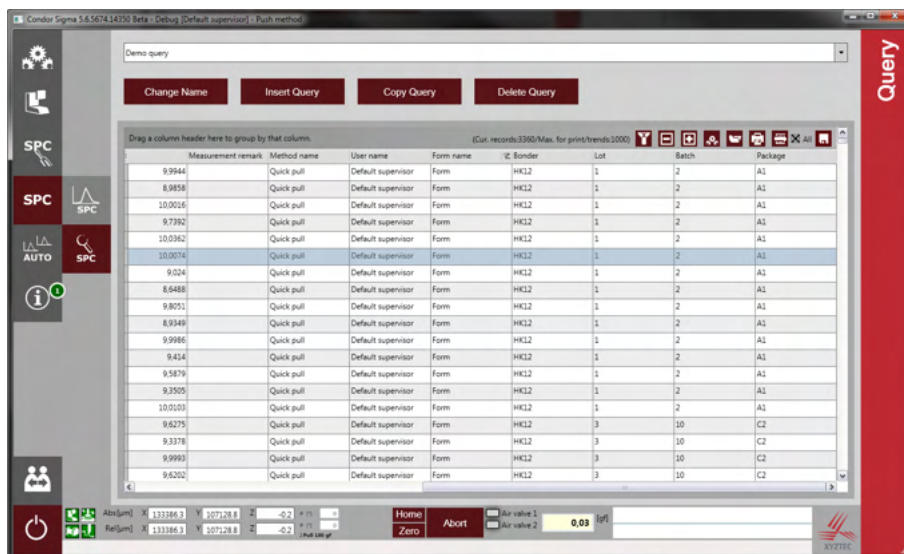 Condor Sigma 5.6.5674.14350 Beta - Debug [Default supervisor] - Push method
Demo query
Query
Change Name Insert Query Copy Query Delete Query
Drag a column header here to group by that column. (Cur. records:3360/Max. for print/trends:1000) All
Measurement remark Method name User name Form name Bonder Lot Batch Package
9,9944 Quick pull Default supervisor Form HK12 1 2 A1
8,9858 Quick pull Default supervisor Form HK12 1 2 A1
10,0016 Quick pull Default supervisor Form HK12 1 2 A1
9,7392 Quick pull Default supervisor Form HK12 1 2 A1
10,0362 Quick pull Default supervisor Form HK12 1 2 A1
10,0074 Quick pull Default supervisor Form HK12 1 2 A1
9,024 Quick pull Default supervisor Form HK12 1 2 A1
8,6488 Quick pull Default supervisor Form HK12 1 2 A1
9,8051 Quick pull Default supervisor Form HK12 1 2 A1
8,9349 Quick pull Default supervisor Form HK12 1 2 A1
9,9986 Quick pull Default supervisor Form HK12 1 2 A1
9,414 Quick pull Default supervisor Form HK12 1 2 A1
9,5879 Quick pull Default supervisor Form HK12 1 2 A1
9,3505 Quick pull Default supervisor Form HK12 1 2 A1
10,0103 Quick pull Default supervisor Form HK12 1 2 A1
9,6275 Quick pull Default supervisor Form HK12 3 10 C2
9,3378 Quick pull Default supervisor Form HK12 3 10 C2
9,9993 Quick pull Default supervisor Form HK12 3 10 C2
9,6202 Quick pull Default supervisor Form HK12 3 10 C2
SPC
SPC
SPC
AUTO
SPC
1
Abs[µm] X 133386.3 Y 107128.8 Z -0.2
Rel[µm] X 133386.3 Y 107128.8 Z -0.2
Pull 100 gf
Home
Zero
Abort
Air valve 1
Air valve 2
0,03 [gf]
XYZTEC